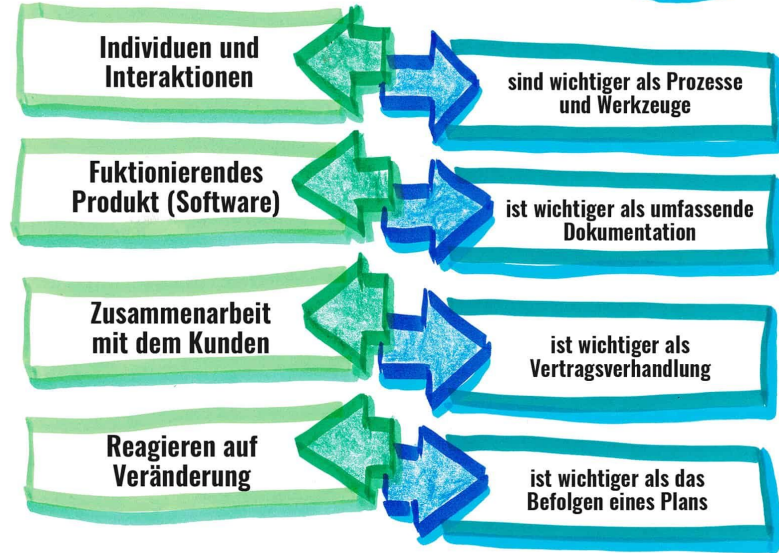 Individuen und
Interaktionen
sind wichtiger als Prozesse
und Werkzeuge
Fuktionierendes
Produkt (Software)
ist wichtiger als umfassende
Dokumentation
Zusammenarbeit
mit dem Kunden
ist wichtiger als
Vertragsverhandlung
Reagieren auf
Veränderung
ist wichtiger als das
Befolgen eines Plans